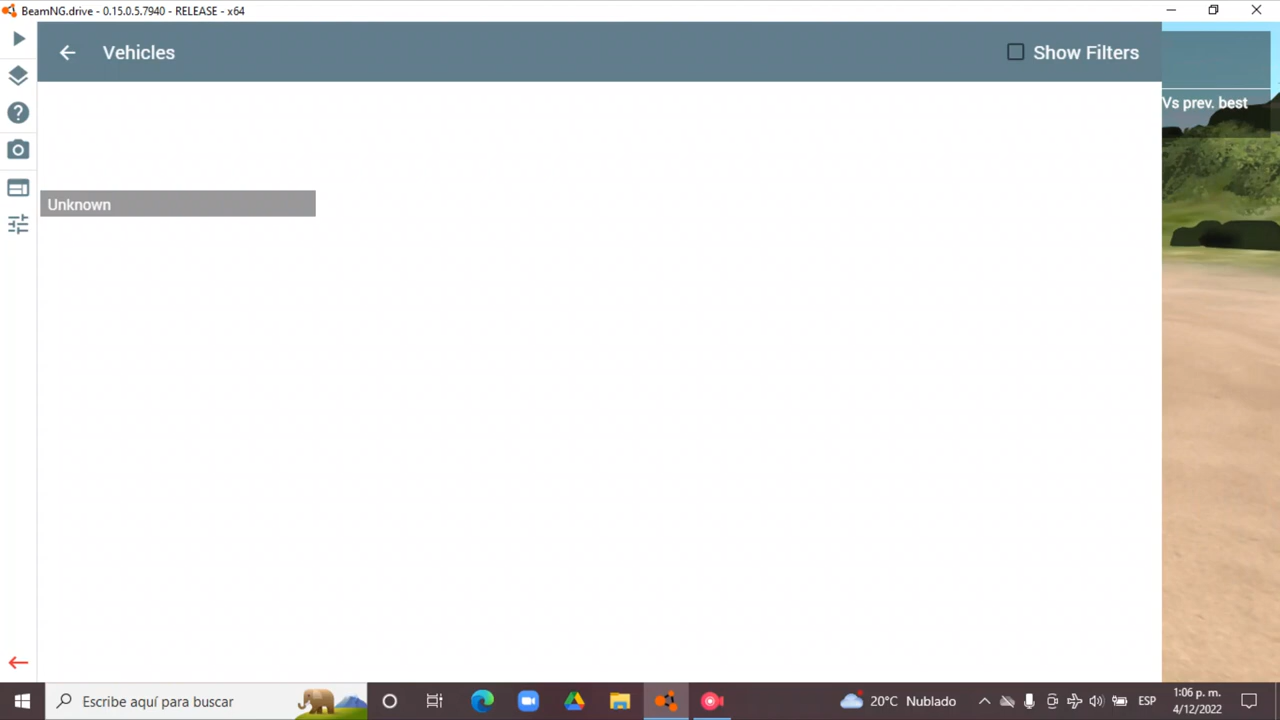 BeamNG.drive - 0.15.0.5.7940 - RELEASE - x64
Vehicles
Show Filters
Vs prev. best
Unknown
Escribe aquí para buscar
20°C Nublado
ESP
1:06 p. m.
4/12/2022